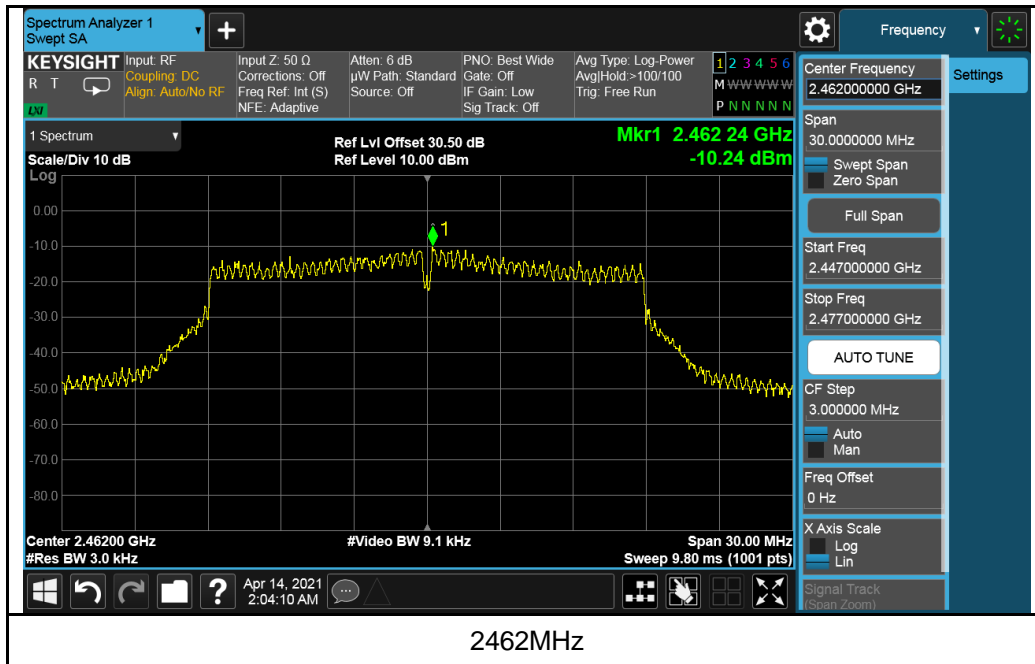 Spectrum Analyzer 1
Swept SA
+
Frequency
KEYSIGHT
R T
LXI
Input: RF
Coupling: DC
Align: Auto/No RF
Input Z: 50 Ω
Corrections: Off
Freq Ref: Int (S)
NFE: Adaptive
Atten: 6 dB
µW Path: Standard
Source: Off
PNO: Best Wide
Gate: Off
IF Gain: Low
Sig Track: Off
Avg Type: Log-Power
Avg|Hold:>100/100
Trig: Free Run
1 2 3 4 5 6
M W W W W W
P N N N N N
1 Spectrum
Scale/Div 10 dB
Log
Ref Lvl Offset 30.50 dB
Ref Level 10.00 dBm
Mkr1 2.462 24 GHz
-10.24 dBm
1
0.00
-10.0
-20.0
-30.0
-40.0
-50.0
-60.0
-70.0
-80.0
Center 2.46200 GHz
#Res BW 3.0 kHz
#Video BW 9.1 kHz
Span 30.00 MHz
Sweep 9.80 ms (1001 pts)
Center Frequency
2.462000000 GHz
Settings
Span
30.0000000 MHz
Swept Span
Zero Span
Full Span
Start Freq
2.447000000 GHz
Stop Freq
2.477000000 GHz
AUTO TUNE
CF Step
3.000000 MHz
Auto
Man
Freq Offset
0 Hz
X Axis Scale
Log
Lin
Signal Track
(Span Zoom)
?
Apr 14, 2021
2:04:10 AM
2462MHz